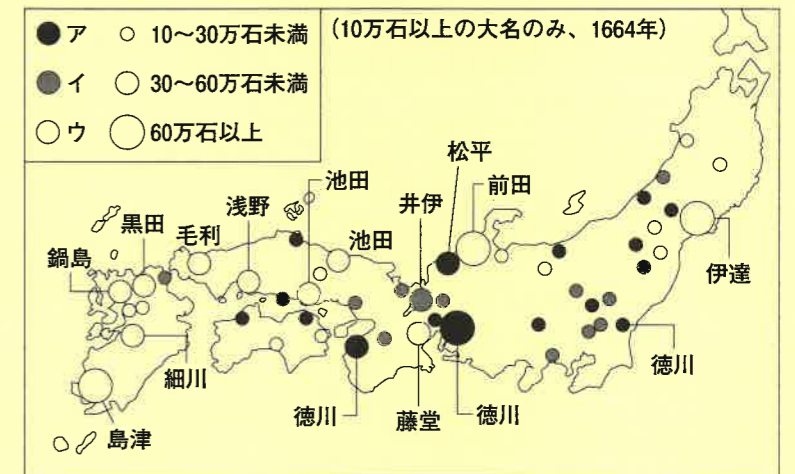 ア 10～30万石未満 (10万石以上の大名のみ、1664年)
イ 30～60万石未満
ウ 60万石以上
松平
池田
前田
浅野
井伊
黒田
毛利
池田
鍋島
伊達
細川
徳川
徳川
藤堂
徳川
島津